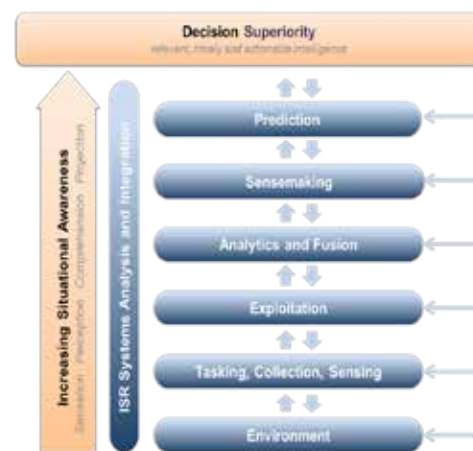 Decision Superiority
relevant, timely and actionable intelligence
Prediction
Sensemaking
Analytics and Fusion
Exploitation
Tasking, Collection, Sensing
Environment
ISR Systems Analysis and Integration
Increasing Situational Awareness
Sensation Perception Comprehension Projection